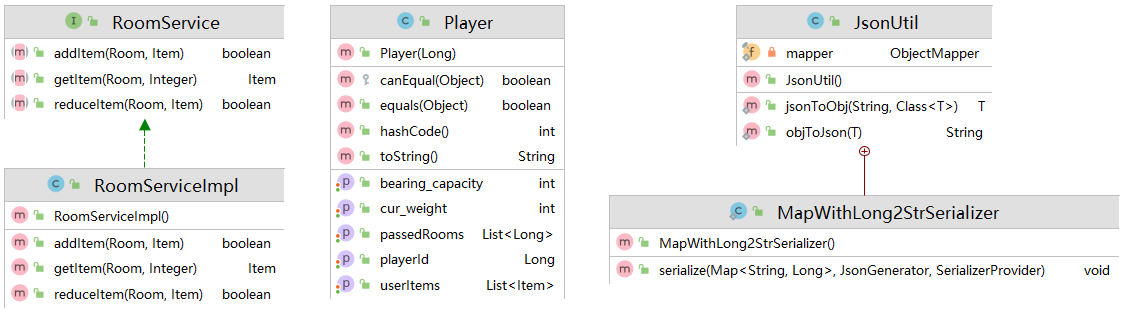 RoomService
addItem(Room, Item) boolean
getItem(Room, Integer) Item
reduceItem(Room, Item) boolean
RoomServiceImpl
RoomServiceImpl()
addItem(Room, Item) boolean
getItem(Room, Integer) Item
reduceItem(Room, Item) boolean
Player
Player(Long)
canEqual(Object) boolean
equals(Object) boolean
hashCode() int
toString() String
bearing_capacity int
cur_weight int
passedRooms List<Long>
playerId Long
userItems List<Item>
JsonUtil
mapper ObjectMapper
JsonUtil()
jsonToObj(String, Class<T>) T
objToJson(T) String
MapWithLong2StrSerializer
MapWithLong2StrSerializer()
serialize(Map<String, Long>, JsonGenerator, SerializerProvider) void